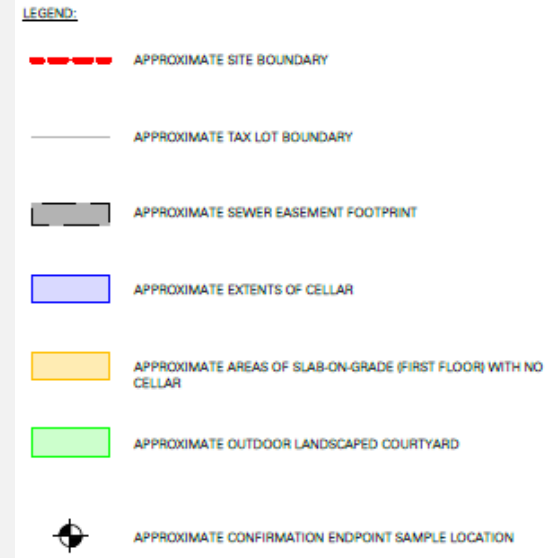 LEGEND:
APPROXIMATE SITE BOUNDARY
APPROXIMATE TAX LOT BOUNDARY
APPROXIMATE SEWER EASEMENT FOOTPRINT
APPROXIMATE EXTENTS OF CELLAR
APPROXIMATE AREAS OF SLAB-ON-GRADE (FIRST FLOOR) WITH NO
CELLAR
APPROXIMATE OUTDOOR LANDSCAPED COURTYARD
APPROXIMATE CONFIRMATION ENDPOINT SAMPLE LOCATION